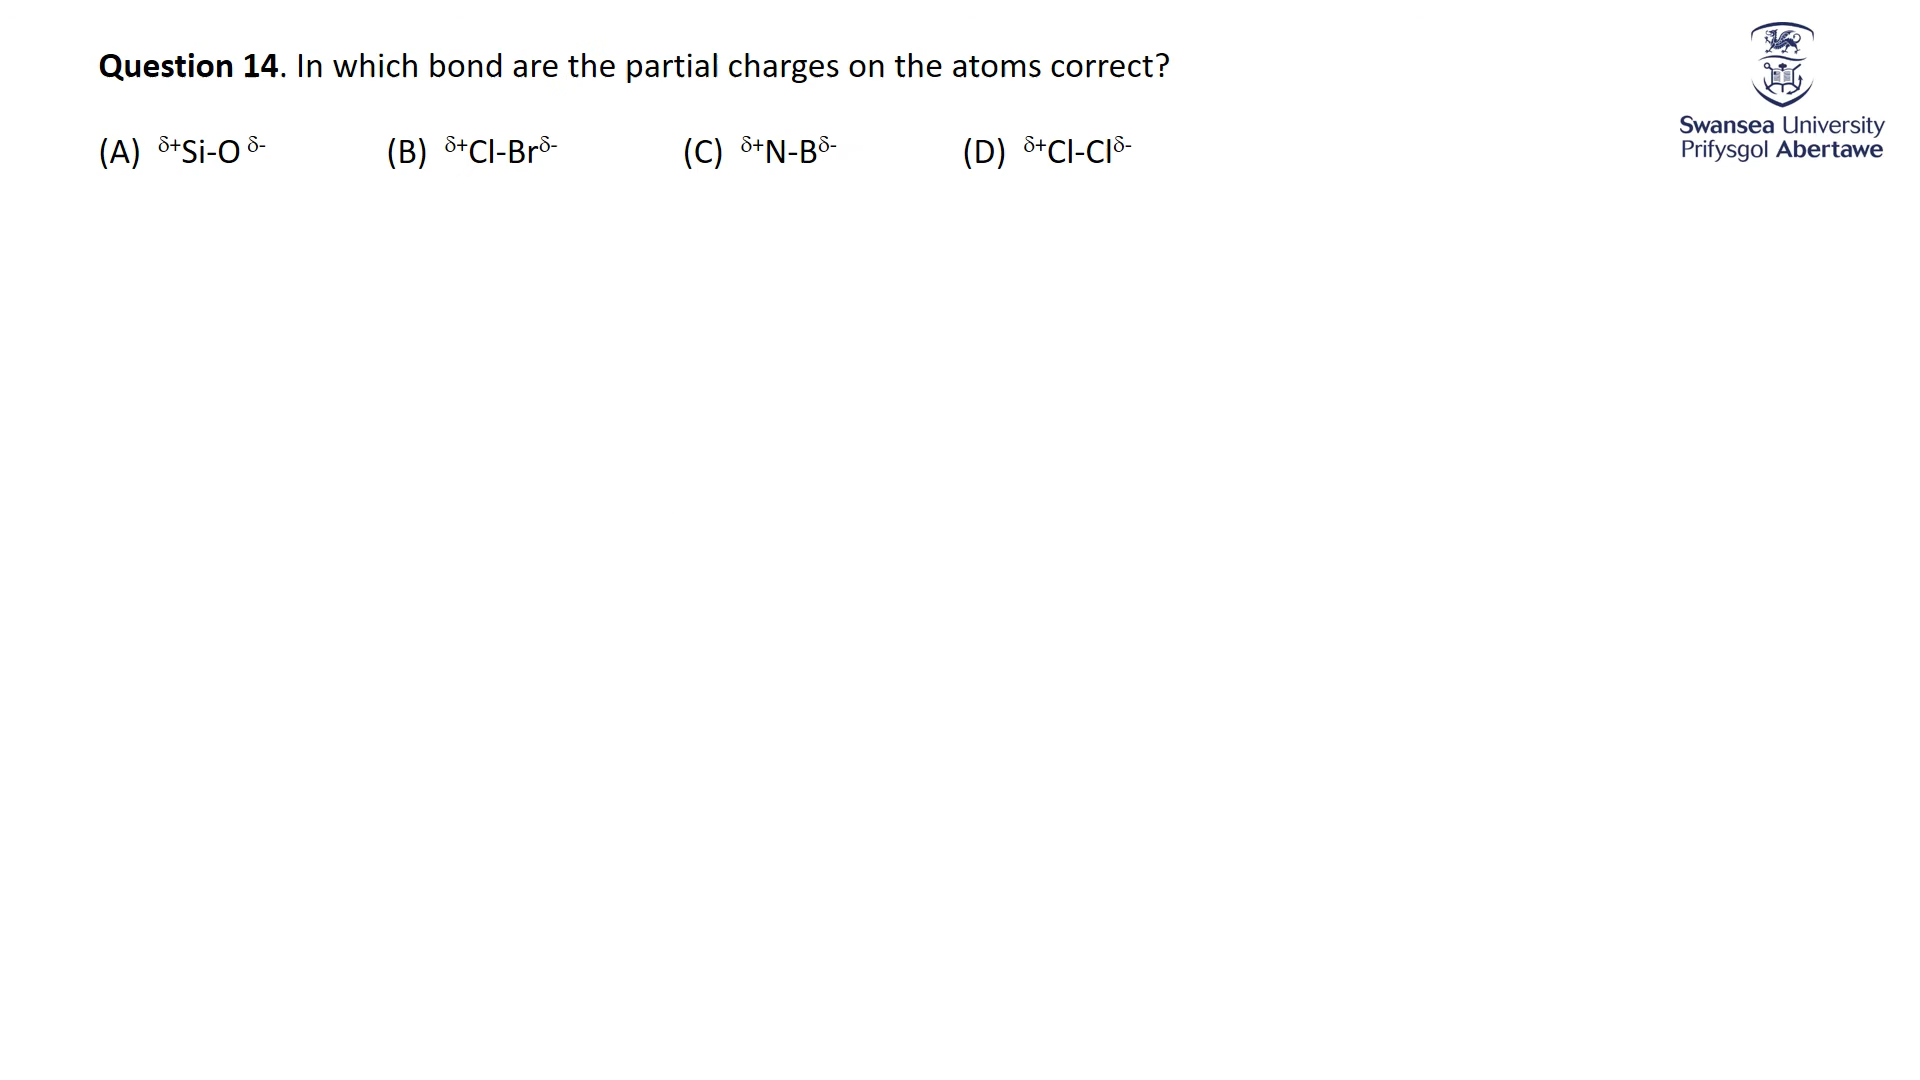 Question 14. In which bond are the partial charges on the atoms correct?
(A) δ+Si-O δ- (B) δ+Cl-Brδ- (C) δ+N-Bδ- (D) δ+Cl-Clδ-
Swansea University
Prifysgol Abertawe